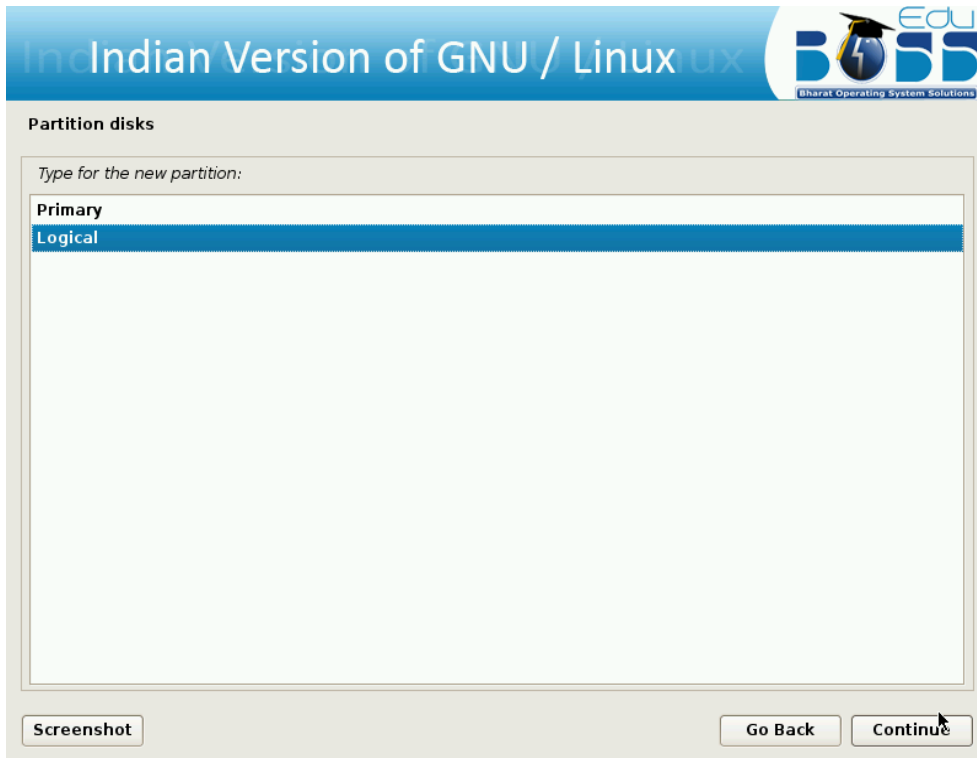 Indian Version of GNU / Linux
Edu
BOSS
Bharat Operating System Solutions
Partition disks
Type for the new partition:
Primary
Logical
Screenshot
Go Back
Continue